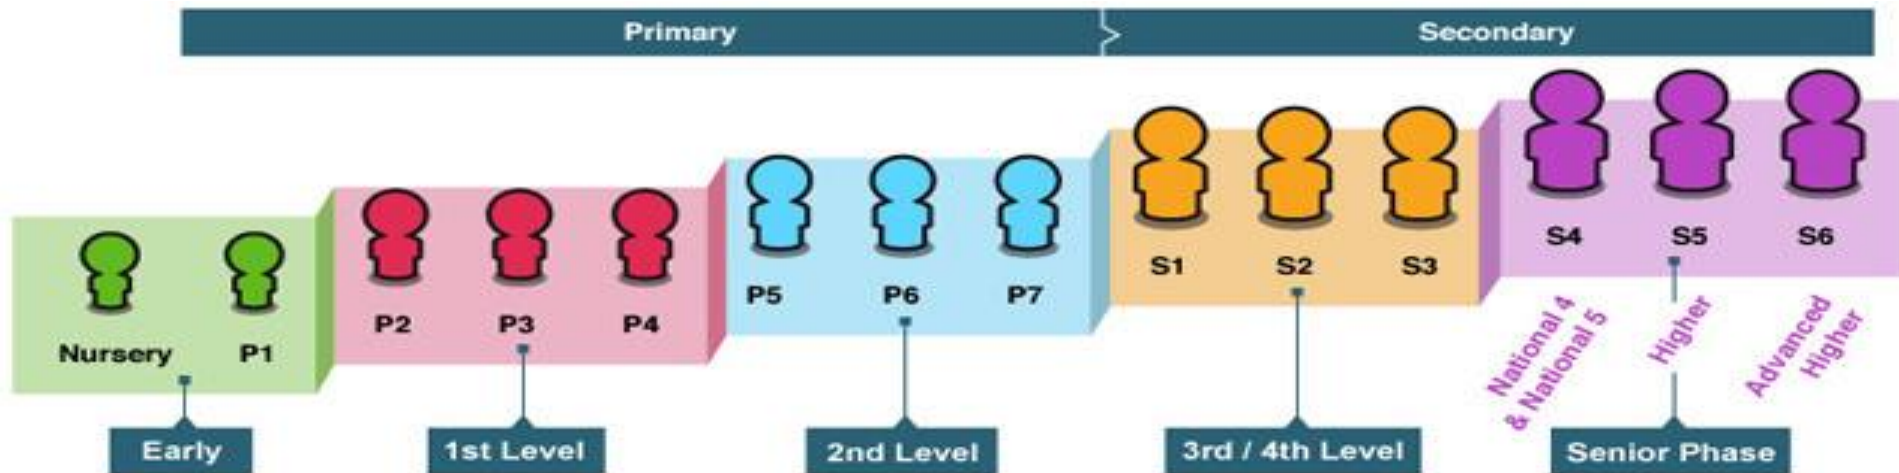 Primary
Secondary
Nursery
P1
P2
P3
P4
P5
P6
P7
S1
S2
S3
S4
S5
S6
National 4
& National 5
Higher
Advanced
Higher
Early
1st Level
2nd Level
3rd / 4th Level
Senior Phase